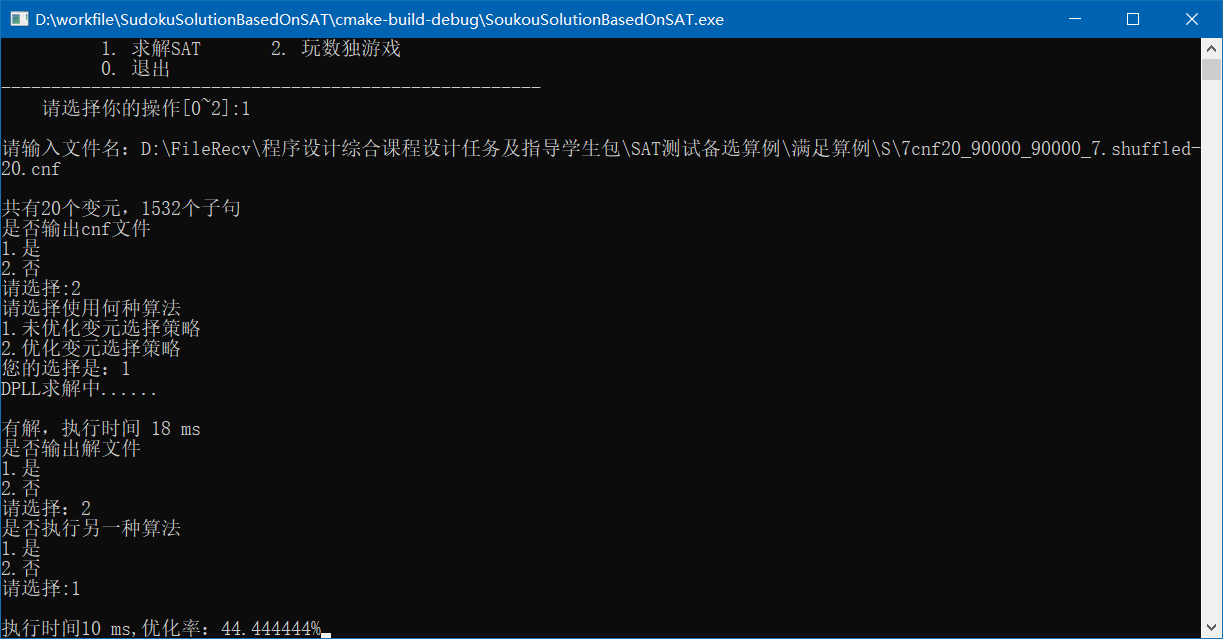 D:\workfile\SudokuSolutionBasedOnSAT\cmake-build-debug\SoukouSolutionBasedOnSAT.exe
1. 求解SAT 2. 玩数独游戏
0. 退出
------------------------------------------------------
请选择你的操作[0~2]:1
请输入文件名：D:\FileRecv\程序设计综合课程设计任务及指导学生包\SAT测试备选算例\满足算例\S\7cnf20_90000_90000_7.shuffled-
20.cnf
共有20个变元，1532个子句
是否输出cnf文件
1.是
2.否
请选择:2
请选择使用何种算法
1.未优化变元选择策略
2.优化变元选择策略
您的选择是：1
DPLL求解中......
有解，执行时间 18 ms
是否输出解文件
1.是
2.否
请选择：2
是否执行另一种算法
1.是
2.否
请选择:1
执行时间10 ms,优化率：44.444444%